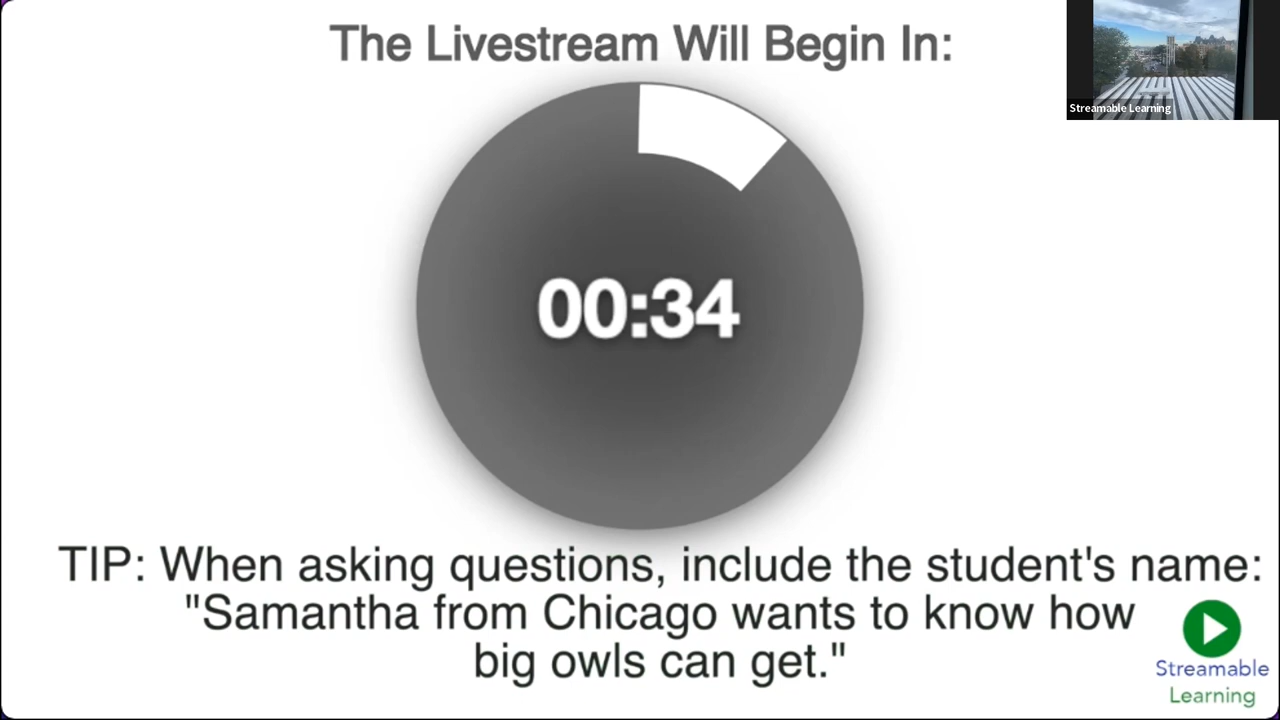 The Livestream Will Begin In:
Streamable Learning
00:34
TIP: When asking questions, include the student's name:
"Samantha from Chicago wants to know how
big owls can get."
Streamable
Learning